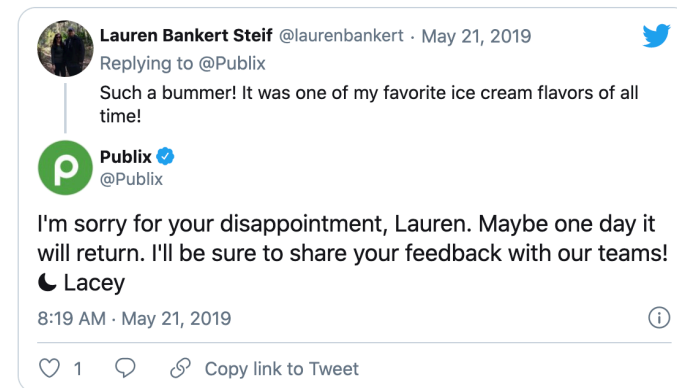 Lauren Bankert Steif @laurenbankert · May 21, 2019
Replying to @Publix
Such a bummer! It was one of my favorite ice cream flavors of all
time!
Publix
@Publix
I'm sorry for your disappointment, Lauren. Maybe one day it
will return. I'll be sure to share your feedback with our teams!
Lacey
8:19 AM · May 21, 2019
1
Copy link to Tweet